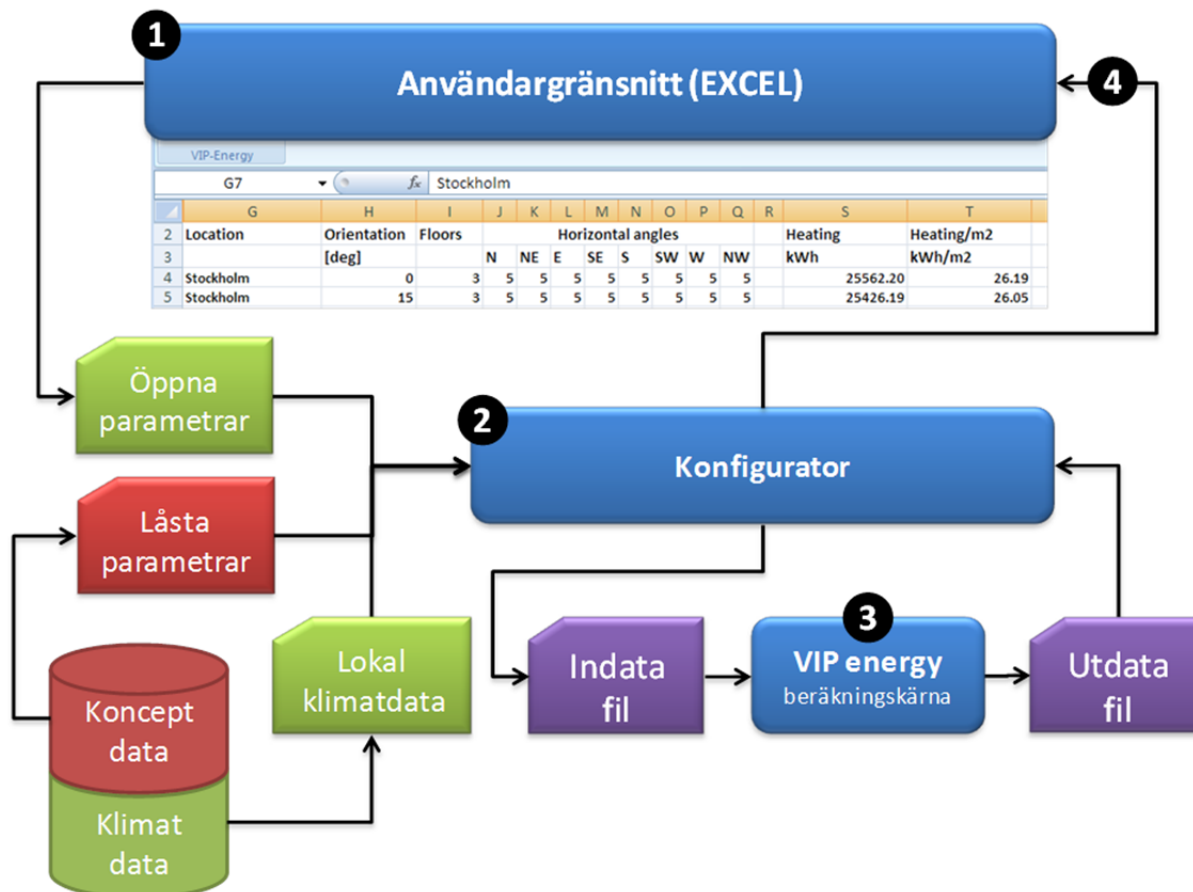 1
Användargränsnitt (EXCEL)
4
VIP-Energy
G7 fx Stockholm
G H I J K L M N O P Q R S T
2 Location Orientation Floors Horizontal angles Heating Heating/m2
3 [deg] N NE E SE S SW W NW kWh kWh/m2
4 Stockholm 0 3 5 5 5 5 5 5 5 5 25562.20 26.19
5 Stockholm 15 3 5 5 5 5 5 5 5 5 25426.19 26.05
Öppna
parametrar
2
Konfigurator
Låsta
parametrar
Lokal
klimatdata
Indata
fil
3
VIP energy
beräkningskärna
Utdata
fil
Koncept
data
Klimat
data